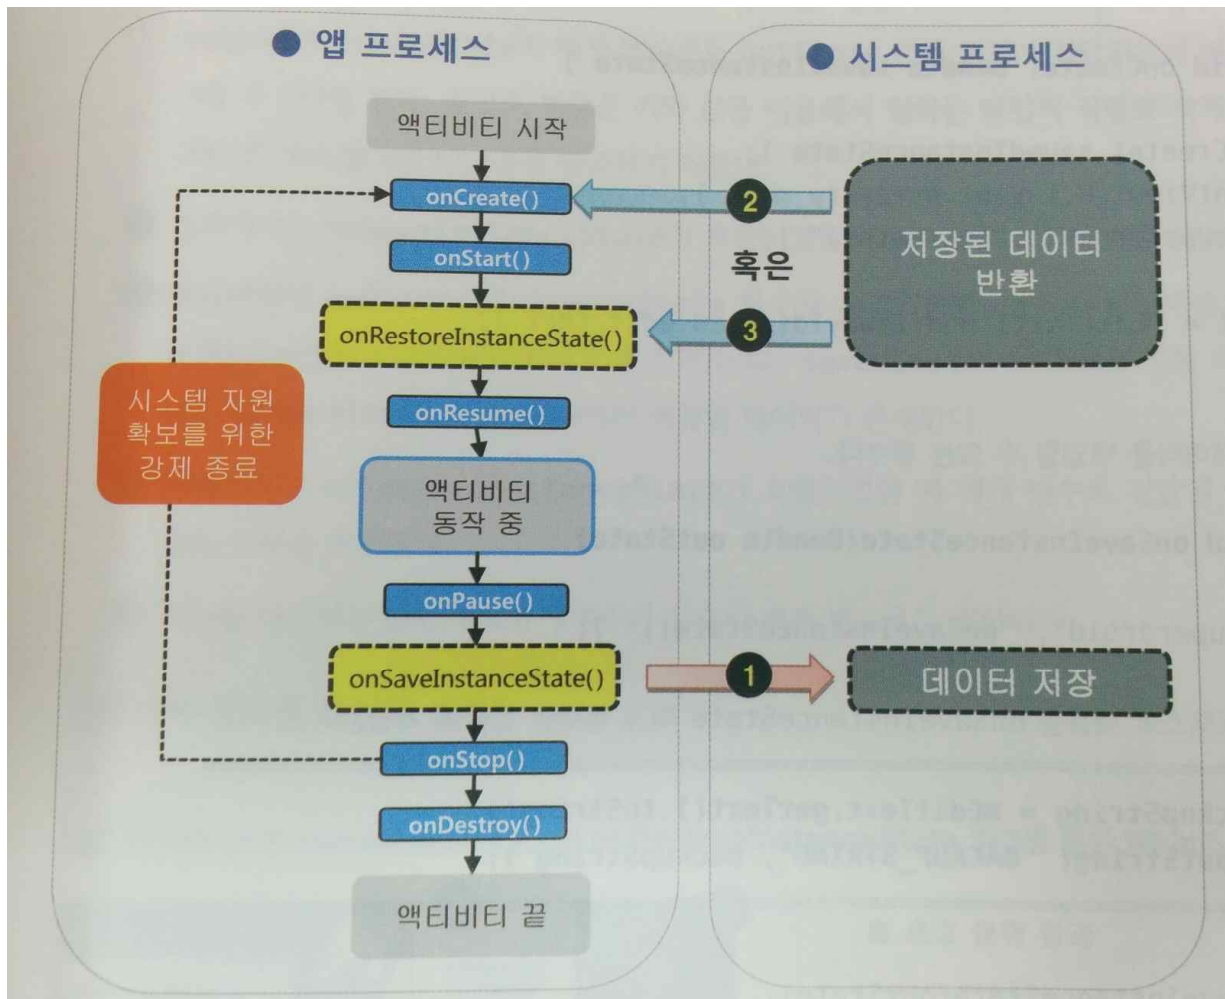 ● 앱 프로세스
● 시스템 프로세스
액티비티 시작
onCreate()
2
onStart()
혹은
저장된 데이터
반환
onRestoreInstanceState()
3
시스템 자원
확보를 위한
강제 종료
onResume()
액티비티
동작 중
onPause()
onSaveInstanceState()
1
데이터 저장
onStop()
onDestroy()
액티비티 끝